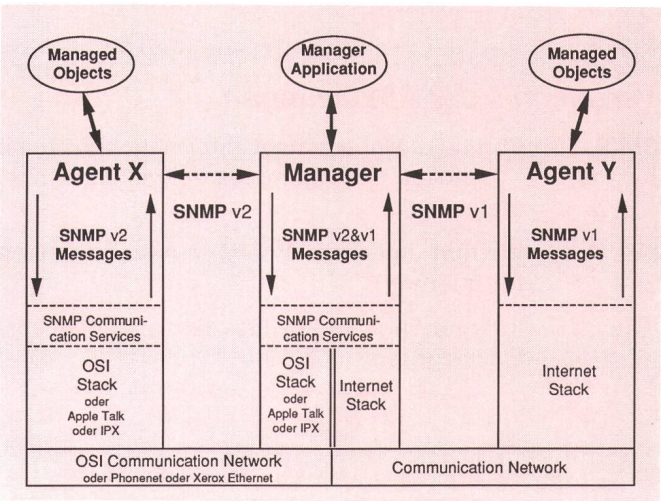 Managed
Objects
Manager
Application
Managed
Objects
Agent X
Manager
Agent Y
SNMP v2
SNMP v1
SNMP v2
Messages
SNMP v2&v1
Messages
SNMP v1
Messages
SNMP Communi-
cation Services
SNMP Communi-
cation Services
OSI
Stack
oder
Apple Talk
oder IPX
OSI
Stack
oder
Apple Talk
oder IPX
Internet
Stack
Internet
Stack
OSI Communication Network
oder Phonenet oder Xerox Ethernet
Communication Network